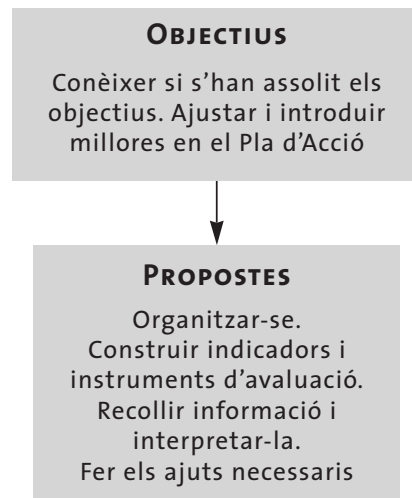 OBJECTIUS
Conèixer si s’han assolit els
objectius. Ajustar i introduir
millores en el Pla d’Acció
PROPOSTES
Organitzar-se.
Construir indicadors i
instruments d’avaluació.
Recollir informació i
interpretar-la.
Fer els ajuts necessaris